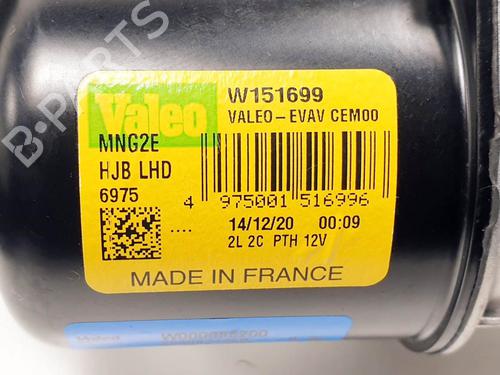 B-PARTS
Valeo
W151699
VALEO-EVAV CEM00
MNG2E
HJB LHD
6975
4 975001 516996
14/12/20 00:09
2L 2C PTH 12V
MADE IN FRANCE
Valeo